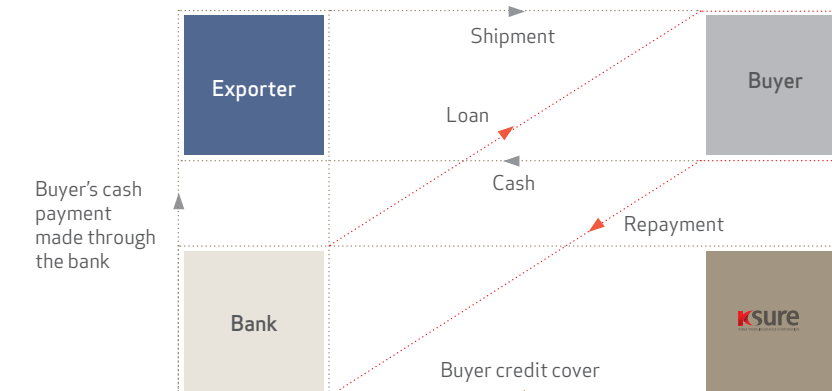 Shipment
Exporter
Buyer
Loan
Cash
Buyer’s cash
payment
made through
the bank
Repayment
Bank
ksure
Buyer credit cover